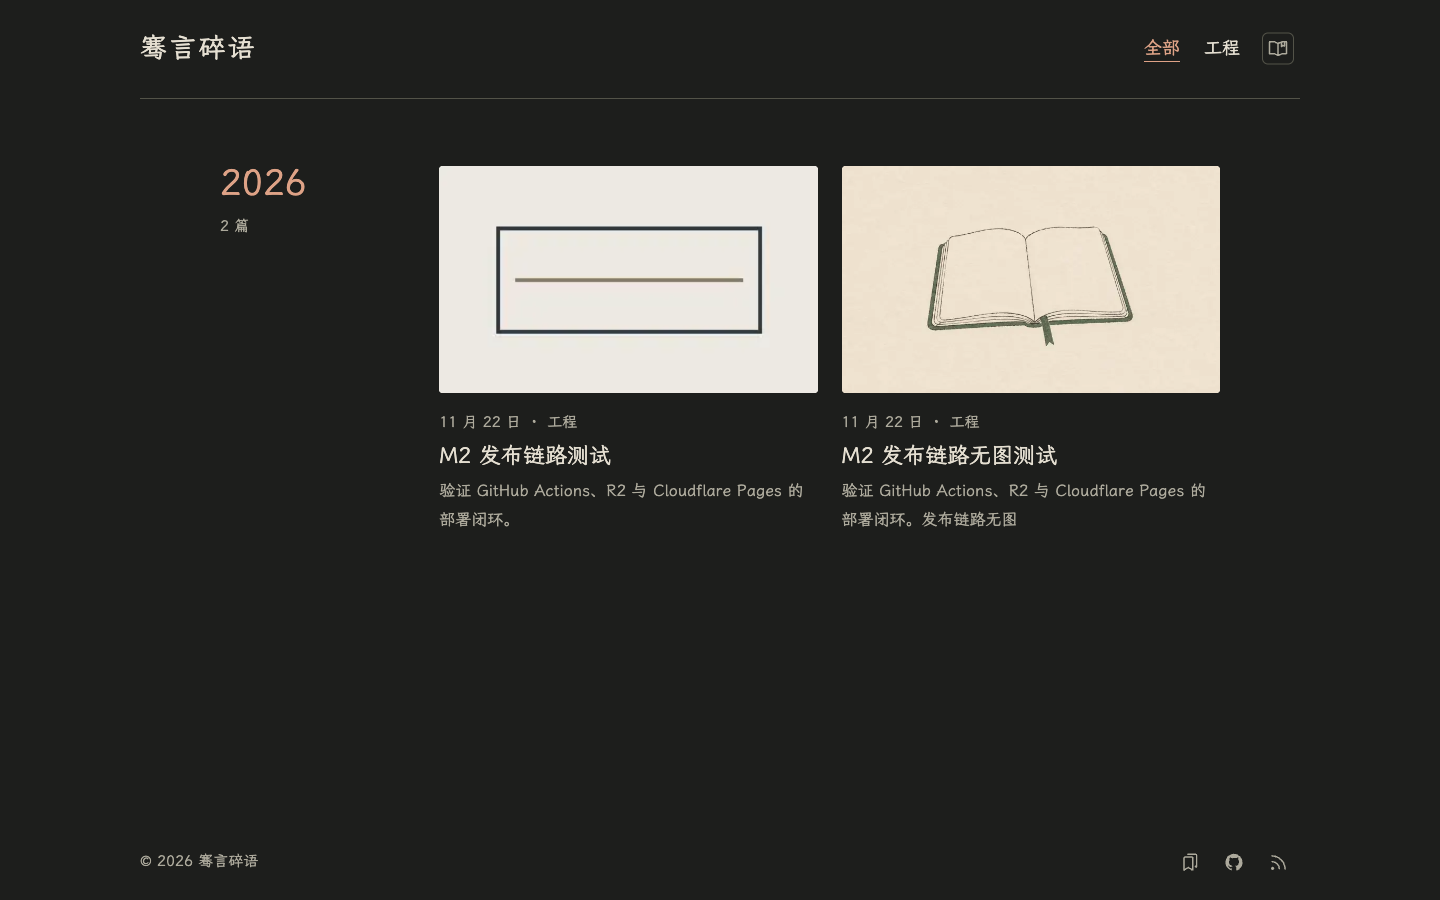 骞言碎语
全部
工程
2026
2 篇
11 月 22 日 · 工程
M2 发布链路测试
验证 GitHub Actions、R2 与 Cloudflare Pages 的
部署闭环。
11 月 22 日 · 工程
M2 发布链路无图测试
验证 GitHub Actions、R2 与 Cloudflare Pages 的
部署闭环。发布链路无图
© 2026 骞言碎语